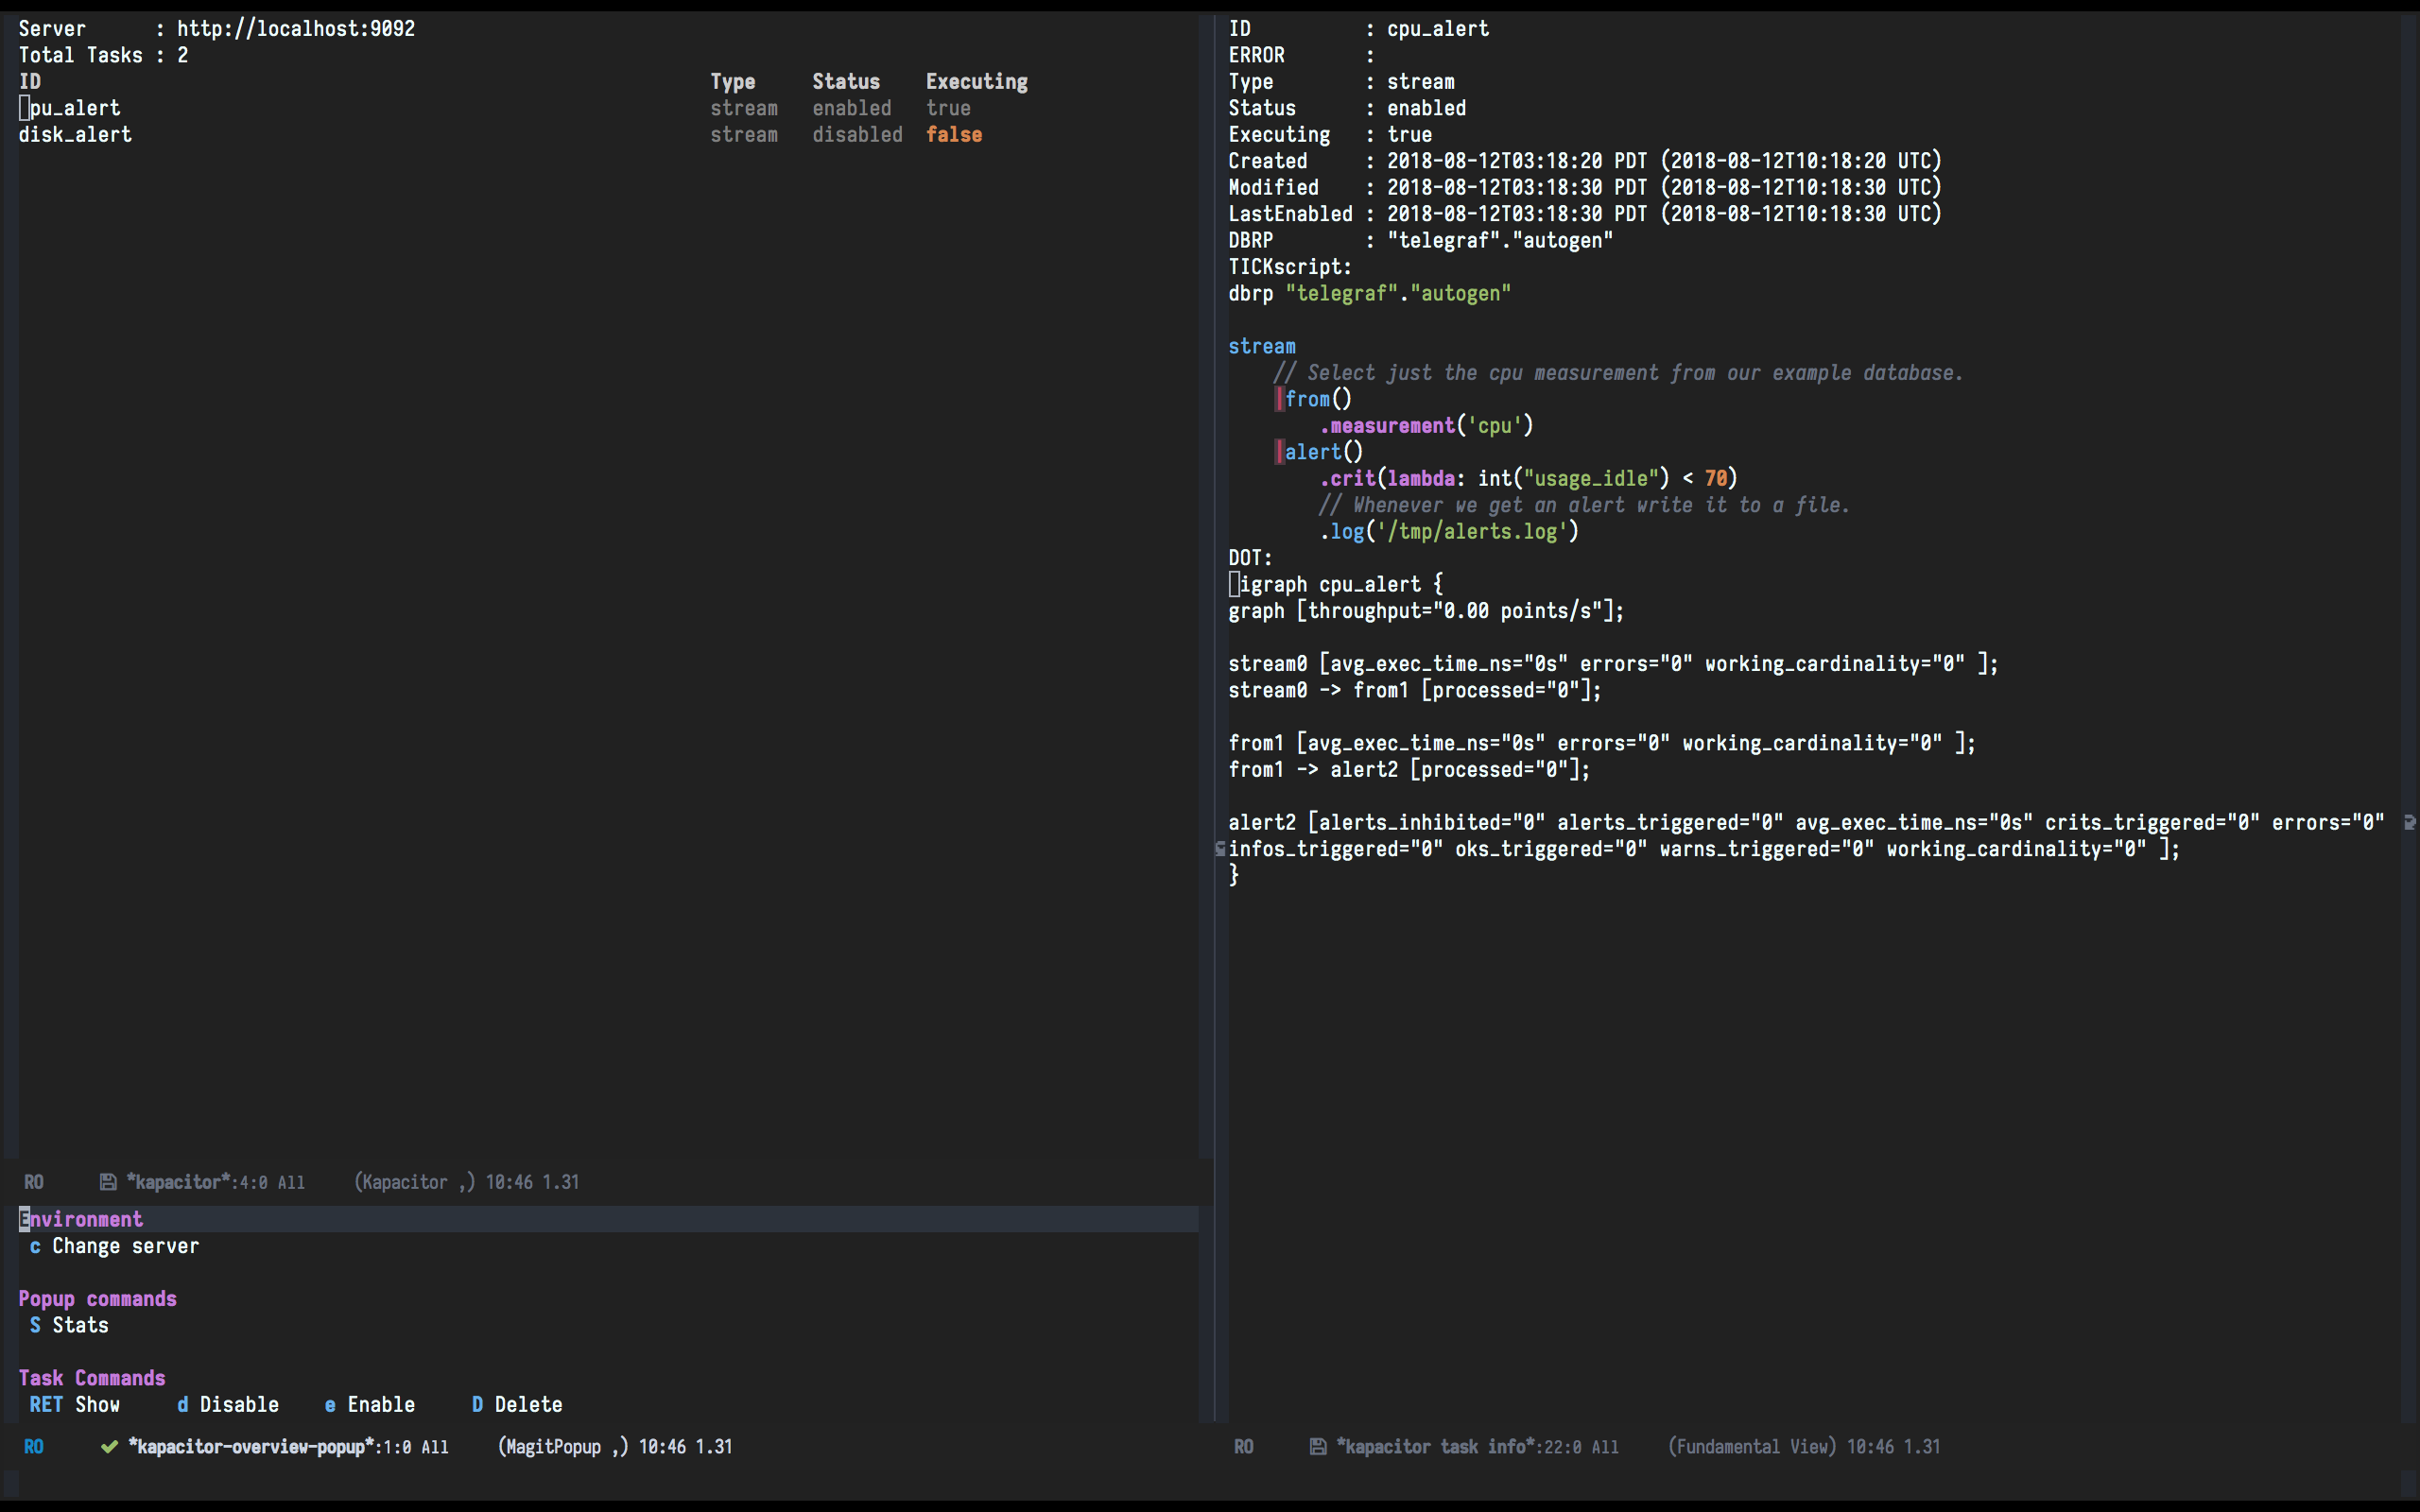 Server      : http://localhost:9092
Total Tasks : 2
ID Type Status Executing
pu_alert stream enabled true
disk_alert stream disabled false
RO *kapacitor*:4:0 All (Kapacitor ,) 10:46 1.31
Environment
c Change server
Popup commands
S Stats
Task Commands
RET Show d Disable e Enable D Delete
RO *kapacitor-overview-popup*:1:0 All (MagitPopup ,) 10:46 1.31
ID          : cpu_alert
ERROR       :
Type        : stream
Status      : enabled
Executing   : true
Created     : 2018-08-12T03:18:20 PDT (2018-08-12T10:18:20 UTC)
Modified    : 2018-08-12T03:18:30 PDT (2018-08-12T10:18:30 UTC)
LastEnabled : 2018-08-12T03:18:30 PDT (2018-08-12T10:18:30 UTC)
DBRP        : "telegraf"."autogen"
TICKscript:
dbrp "telegraf"."autogen"
stream
// Select just the cpu measurement from our example database.
|from()
.measurement('cpu')
|alert()
.crit(lambda: int("usage_idle") < 70)
// Whenever we get an alert write it to a file.
.log('/tmp/alerts.log')
DOT:
igraph cpu_alert {
graph [throughput="0.00 points/s"];
stream0 [avg_exec_time_ns="0s" errors="0" working_cardinality="0" ];
stream0 -> from1 [processed="0"];
from1 [avg_exec_time_ns="0s" errors="0" working_cardinality="0" ];
from1 -> alert2 [processed="0"];
alert2 [alerts_inhibited="0" alerts_triggered="0" avg_exec_time_ns="0s" crits_triggered="0" errors="0"
infos_triggered="0" oks_triggered="0" warns_triggered="0" working_cardinality="0" ];
}
RO *kapacitor task info*:22:0 All (Fundamental View) 10:46 1.31